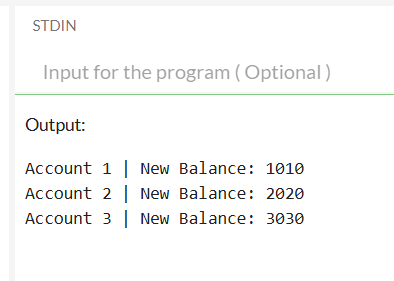 STDIN
Input for the program ( Optional )
Output:
Account 1 | New Balance: 1010
Account 2 | New Balance: 2020
Account 3 | New Balance: 3030